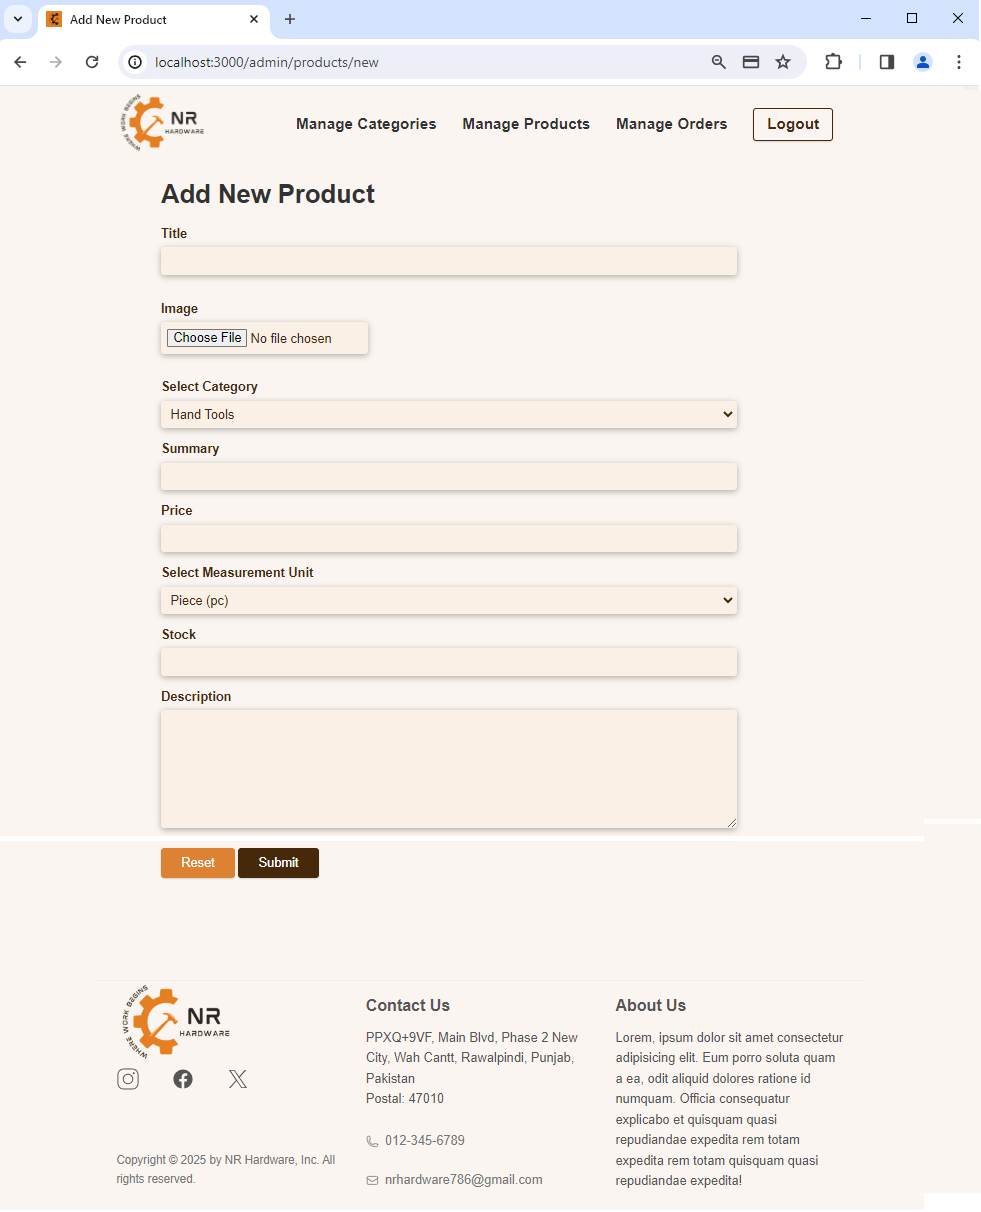 Add New Product
localhost:3000/admin/products/new
WHERE WORK BEGINS
NR
HARDWARE
Manage Categories Manage Products Manage Orders Logout
Add New Product
Title
Image
Choose File No file chosen
Select Category
Hand Tools
Summary
Price
Select Measurement Unit
Piece (pc)
Stock
Description
Reset Submit
WHERE WORK BEGINS
NR
HARDWARE
Copyright © 2025 by NR Hardware, Inc. All
rights reserved.
Contact Us
PPXQ+9VF, Main Blvd, Phase 2 New
City, Wah Cantt, Rawalpindi, Punjab,
Pakistan
Postal: 47010
012-345-6789
nrhardware786@gmail.com
About Us
Lorem, ipsum dolor sit amet consectetur
adipisicing elit. Eum porro soluta quam
a ea, odit aliquid dolores ratione id
numquam. Officia consequatur
explicabo et quisquam quasi
repudiandae expedita rem totam
expedita rem totam quisquam quasi
repudiandae expedita!